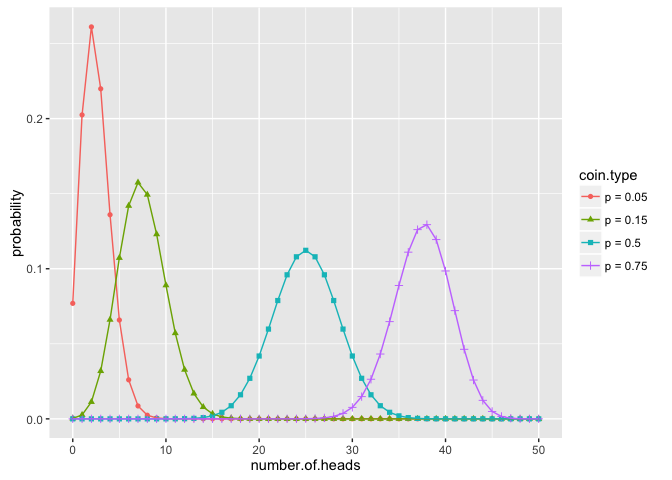 0.2
0.1
0.0
probability
0 10 20 30 40 50
number.of.heads
coin.type
p = 0.05
p = 0.15
p = 0.5
p = 0.75